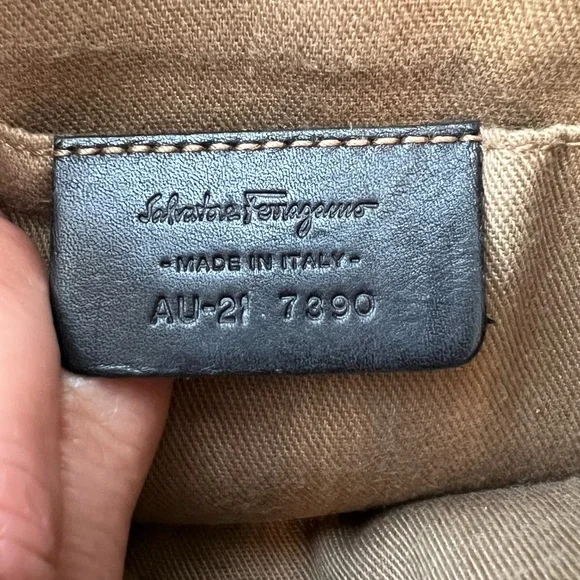 Salvatore Ferragamo
- MADE IN ITALY -
AU-21 7390